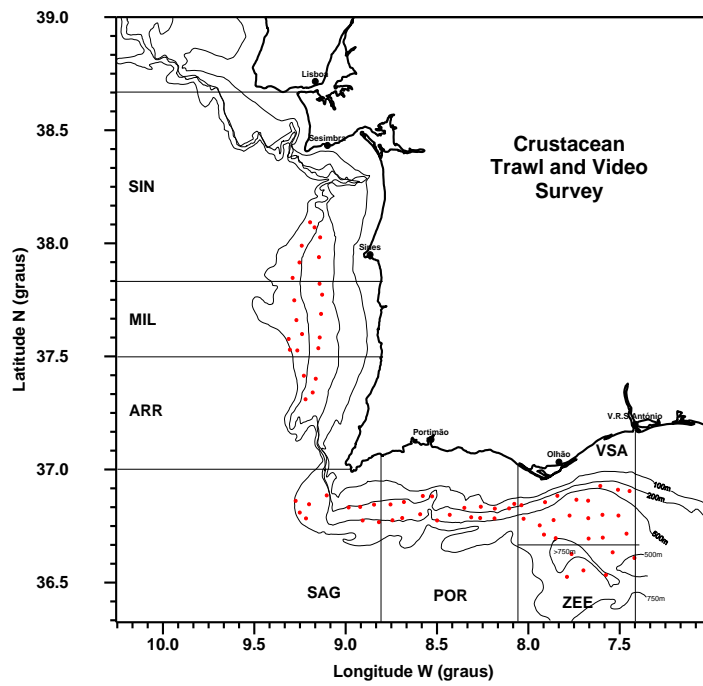 39.0
38.5
38.0
37.5
37.0
36.5
Latitude N (graus)
Lisboa
Sesimbra
Crustacean
Trawl and Video
Survey
SIN
Sines
MIL
ARR
V.R.S.António
Portimão
Olhão
VSA
100m
200m
500m
>750m
500m
750m
SAG
POR
ZEE
10.0
9.5
9.0
8.5
8.0
7.5
Longitude W (graus)